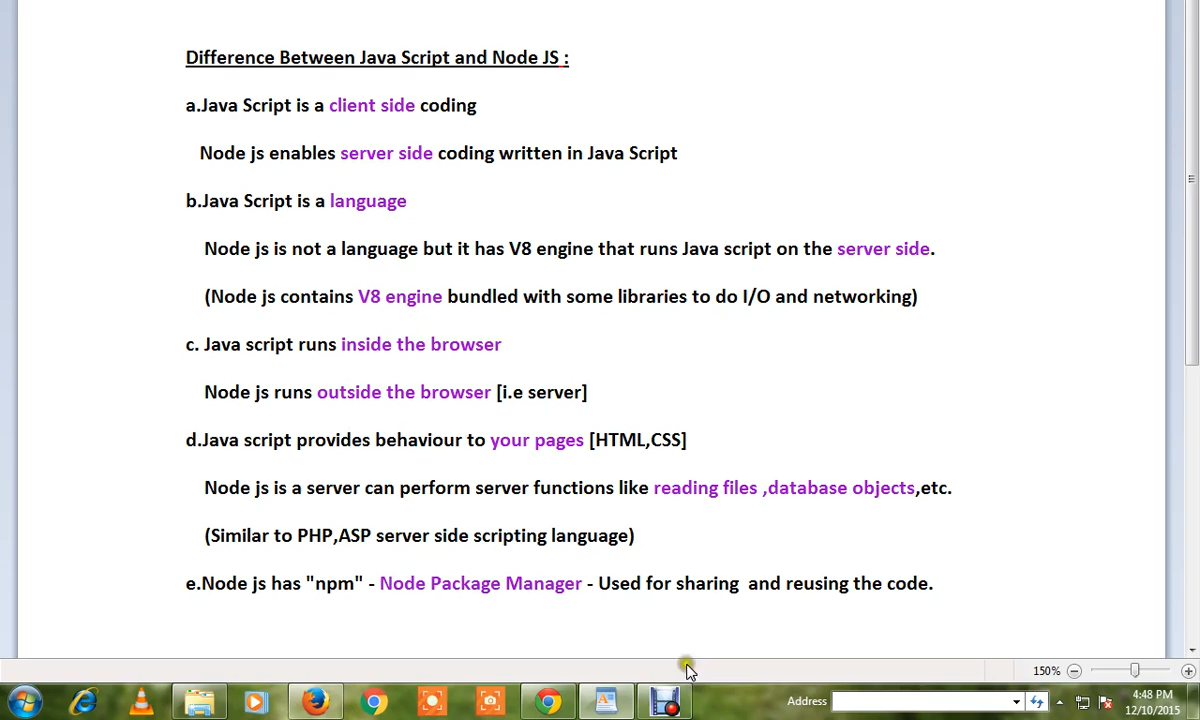 Difference Between Java Script and Node JS :
a.Java Script is a client side coding
Node js enables server side coding written in Java Script
b.Java Script is a language
Node js is not a language but it has V8 engine that runs Java script on the server side.
(Node js contains V8 engine bundled with some libraries to do I/O and networking)
c. Java script runs inside the browser
Node js runs outside the browser [i.e server]
d.Java script provides behaviour to your pages [HTML,CSS]
Node js is a server can perform server functions like reading files ,database objects,etc.
(Similar to PHP,ASP server side scripting language)
e.Node js has "npm" - Node Package Manager - Used for sharing  and reusing the code.
150%
Address
4:48 PM
12/10/2015